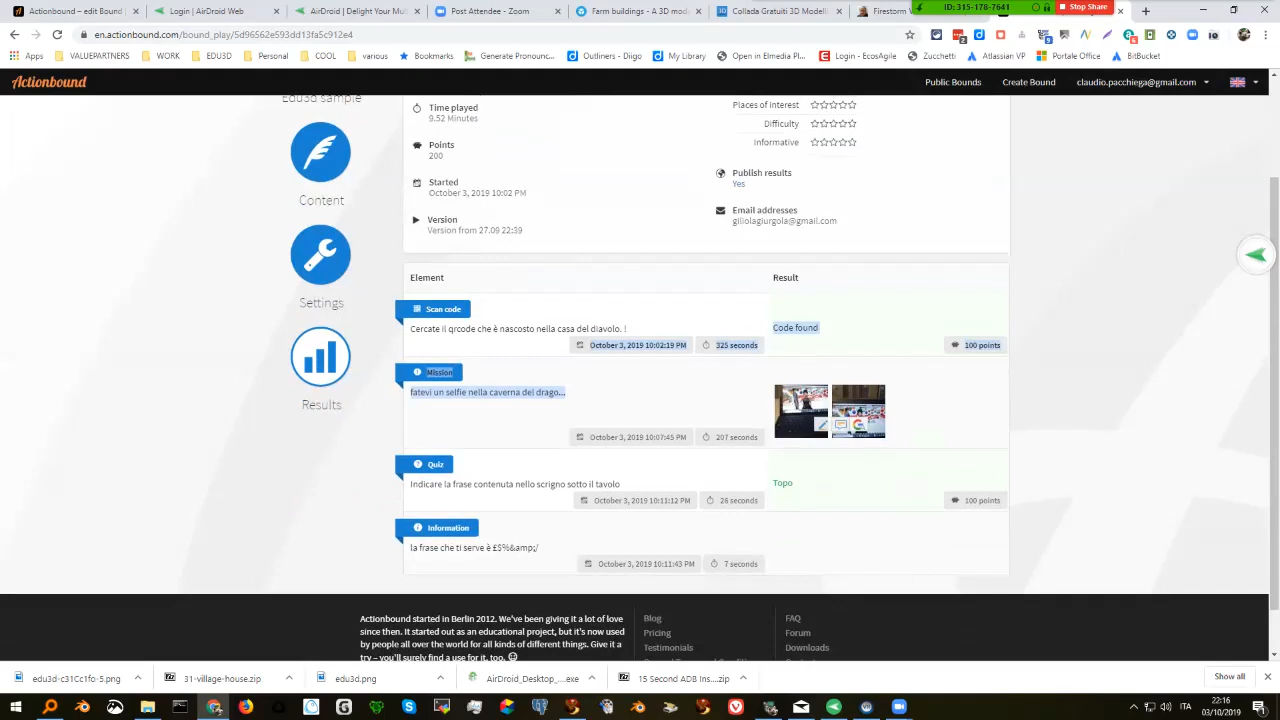 Actionbound – edit Bound
Login | AirDroid Web
AirDroid | Delight Your Mu
Post Attendee - Zoom
Farm buildings - A 3D mode
Collada Gratuiti 3D Modell
Firestorm
ID: 315-178-7641
Stop Share
en.actionbound.com/bound_play/5d96562e593dd13fa5c912e4
Apps
VALUEPARTNERS
WORK
EDU3D
Personal
COOL
various
Bookmarks
Generate Pronounc...
Outliners - Diigo
My Library
Open in Elmedia Pl...
Login - EcosAgile
Zucchetti
Atlassian VP
Portale Office
BitBucket
Actionbound
Public Bounds
Create Bound
claudio.pacchiega@gmail.com
Edu3d sample
Content
Settings
Results
Time played
9.52 Minutes
Points
200
Started
October 3, 2019 10:02 PM
Version
Version from 27.09 22:39
Places of interest
Difficulty
Informative
Publish results
Yes
Email addresses
giliolagiurgola@gmail.com
Element
Result
Scan code
Cercate il qrcode che è nascosto nella casa del diavolo. !
Code found
October 3, 2019 10:02:19 PM
325 seconds
100 points
Mission
fatevi un selfie nella caverna del drago...
October 3, 2019 10:07:45 PM
207 seconds
Quiz
Indicare la frase contenuta nello scrigno sotto il tavolo
Topo
October 3, 2019 10:11:12 PM
26 seconds
100 points
Information
la frase che ti serve è £$%&amp;/
October 3, 2019 10:11:43 PM
7 seconds
Actionbound started in Berlin 2012. We've been giving it a lot of love
since then. It started out as an educational project, but it's now used
by people all over the world for all kinds of different things. Give it a
try – you'll surely find a use for it, too.
Blog
Pricing
Testimonials
FAQ
Forum
Downloads
edu3d-c31Cc1fo-5.png
31-village-house.zip
edu3d.png
AirDroid_Desktop_....exe
15 Second ADB Ins....zip
Show all
ITA
22:16
03/10/2019